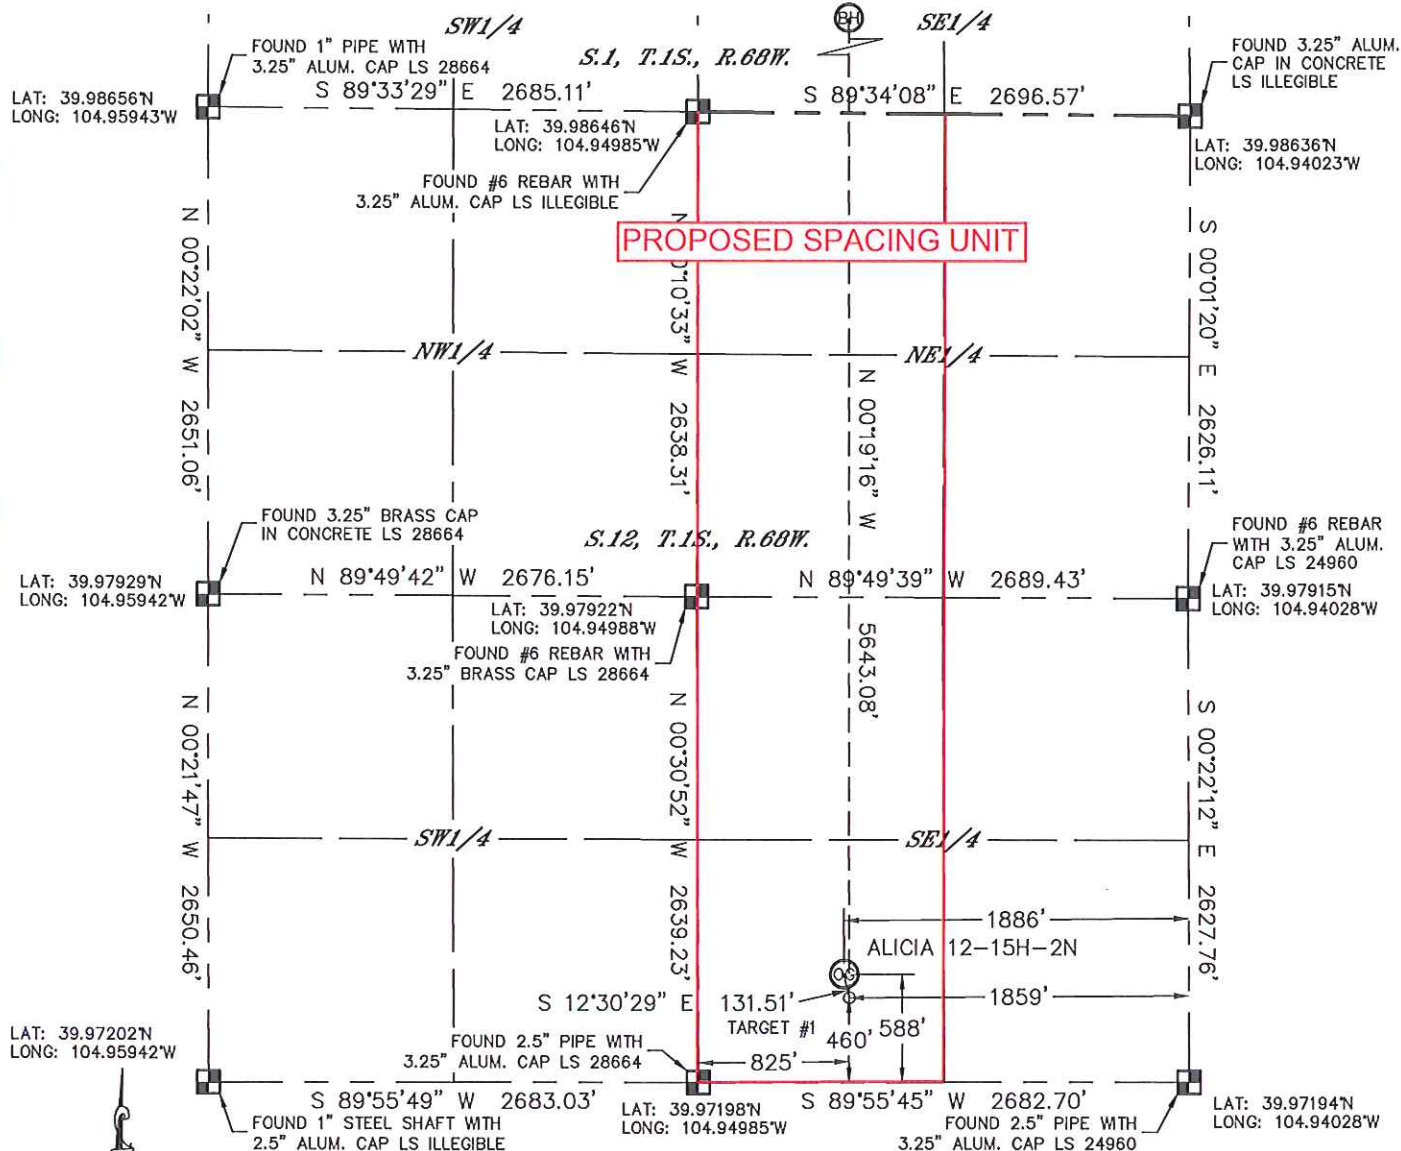 SW1/4
BH
SE1/4
FOUND 1" PIPE WITH
3.25" ALUM. CAP LS 28664
S.1, T.1S., R.68W.
FOUND 3.25" ALUM.
CAP IN CONCRETE
LS ILLEGIBLE
LAT: 39.98656°N
LONG: 104.95943°W
S 89°33'29" E 2685.11'
S 89°34'08" E 2696.57'
LAT: 39.98646°N
LONG: 104.94985°W
LAT: 39.98636°N
LONG: 104.94023°W
FOUND #6 REBAR WITH
3.25" ALUM. CAP LS ILLEGIBLE
PROPOSED SPACING UNIT
N 00°22'02" W 2651.06'
N 0°10'33" W 2638.31'
N 00°19'16" W 5643.08'
S 00°01'20" E 2626.11'
NW1/4
NE1/4
FOUND 3.25" BRASS CAP
IN CONCRETE LS 28664
S.12, T.1S., R.68W.
FOUND #6 REBAR
WITH 3.25" ALUM.
CAP LS 24960
LAT: 39.97929°N
LONG: 104.95942°W
N 89°49'42" W 2676.15'
N 89°49'39" W 2689.43'
LAT: 39.97922°N
LONG: 104.94988°W
LAT: 39.97915°N
LONG: 104.94028°W
FOUND #6 REBAR WITH
3.25" BRASS CAP LS 28664
N 00°21'47" W 2650.46'
N 00°30'52" W 2639.23'
S 00°22'12" E 2627.76'
SW1/4
SE1/4
1886'
ALICIA 12-15H-2N
OG
S 12°30'29" E 131.51'
1859'
TARGET #1
460'
588'
825'
LAT: 39.97202°N
LONG: 104.95942°W
FOUND 2.5" PIPE WITH
3.25" ALUM. CAP LS 28664
S 89°55'49" W 2683.03'
S 89°55'45" W 2682.70'
FOUND 1" STEEL SHAFT WITH
2.5" ALUM. CAP LS ILLEGIBLE
LAT: 39.97198°N
LONG: 104.94985°W
FOUND 2.5" PIPE WITH
3.25" ALUM. CAP LS 24960
LAT: 39.97194°N
LONG: 104.94028°W